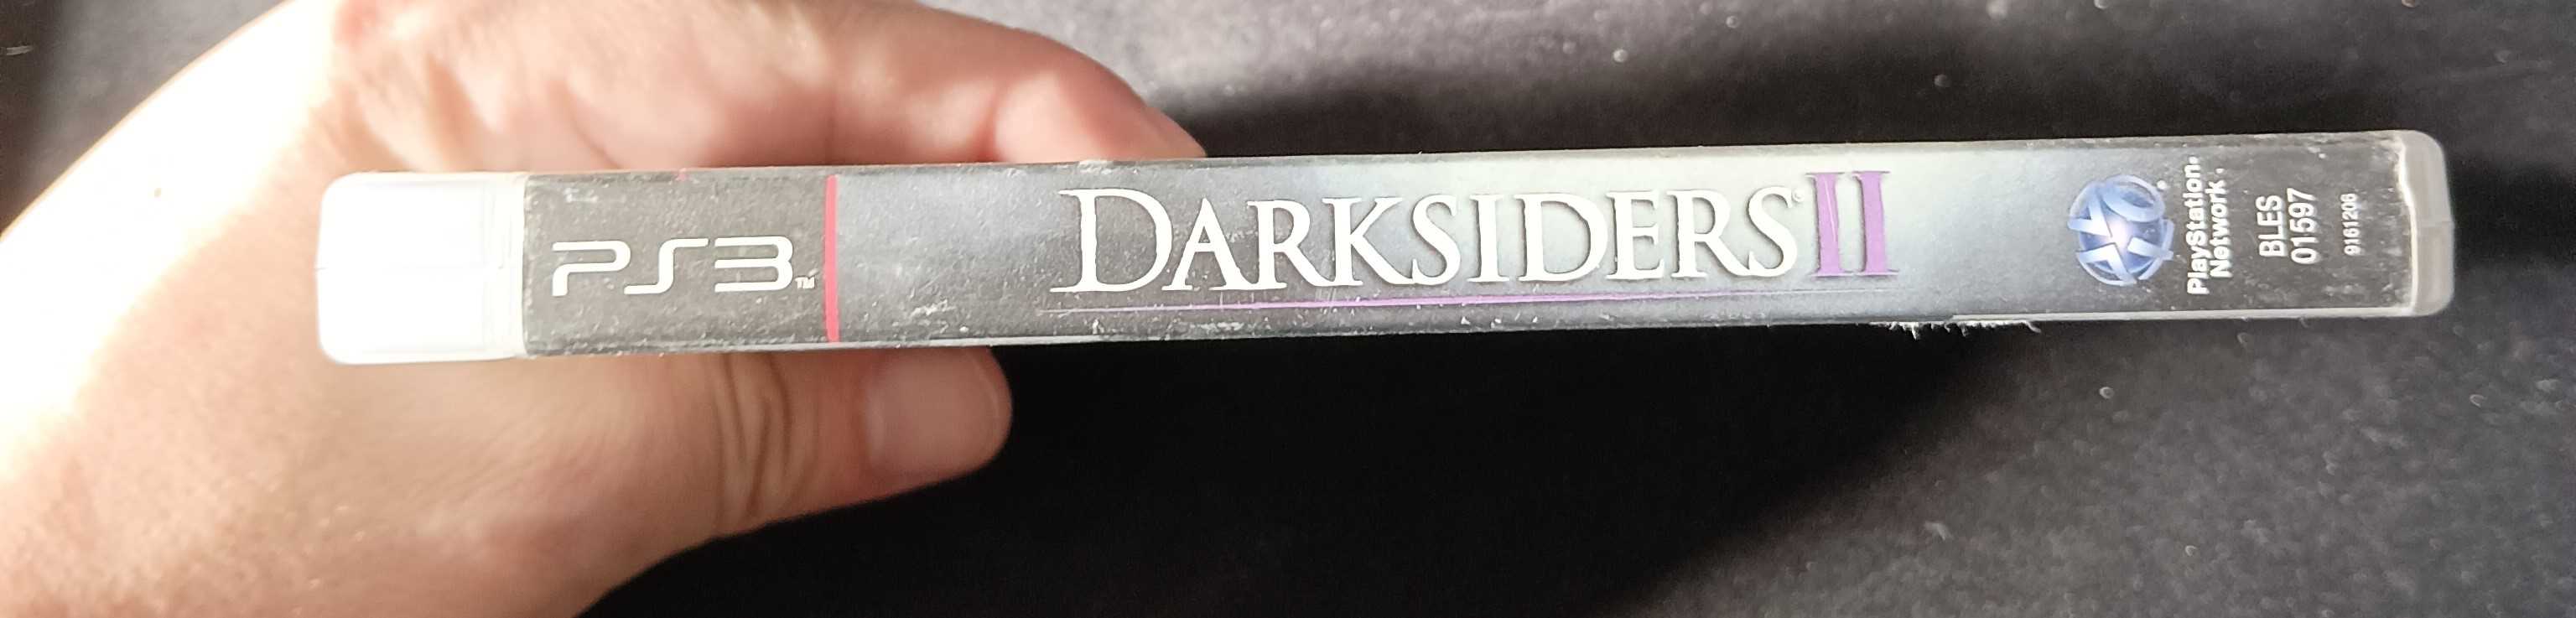 PS3™
DARKSIDERS® II
PlayStation®
Network
BLES
01597
9161206